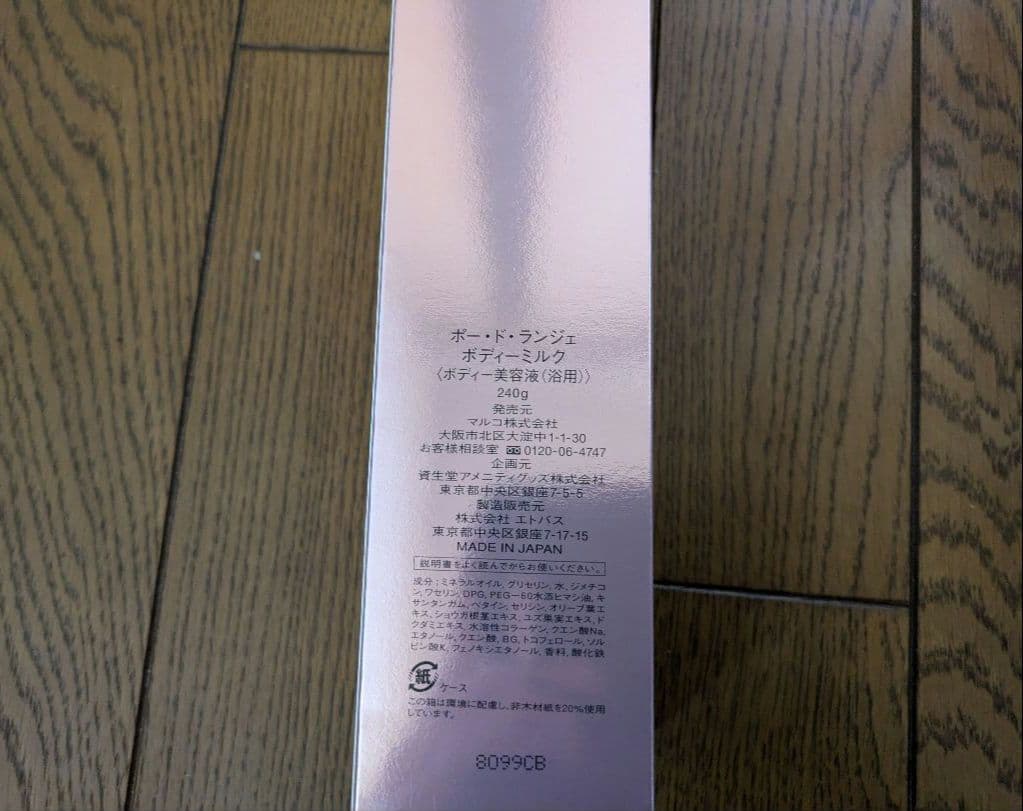 ポー・ド・ランジェ
ボディーミルク
〈ボディー美容液（浴用）〉
240g
発売元
マルコ株式会社
大阪市北区大淀中1-1-30
お客様相談室 0120-06-4747
企画元
資生堂アメニティグッズ株式会社
東京都中央区銀座7-5-5
製造販売元
株式会社 エトバス
東京都中央区銀座7-17-15
MADE IN JAPAN
説明書をよく読んでからお使いください。
成分；ミネラルオイル, グリセリン, 水, ジメチコ
ン, ワセリン, DPG, PEG－60水添ヒマシ油, キ
サンタンガム, ベタイン, セリシン, オリーブ葉エ
キス, ショウガ根茎エキス, ユズ果実エキス, ド
クダミエキス, 水溶性コラーゲン, クエン酸Na,
エタノール, クエン酸, BG, トコフェロール, ソル
ビン酸K, フェノキシエタノール, 香料, 酸化鉄
紙 ケース
この箱は環境に配慮し、非木材紙を20%使用
しています。
8099CB